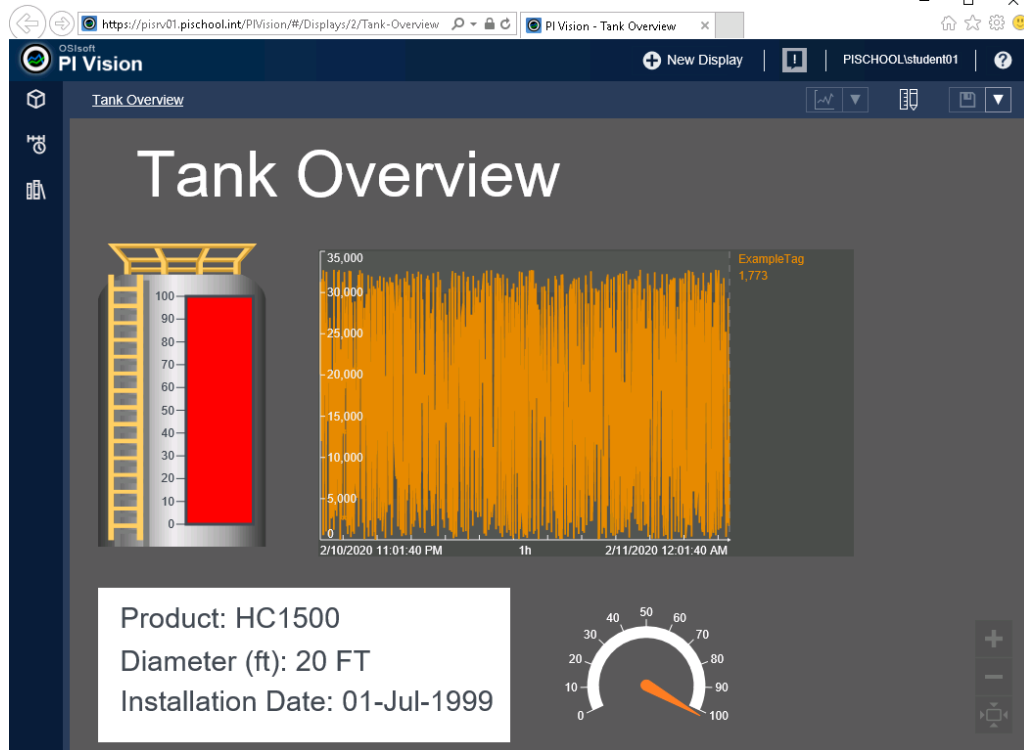 https://pisrv01.pischool.int/PIVision/#/Displays/2/Tank-Overview
PI Vision - Tank Overview
OSIsoft
PI Vision
New Display
PISCHOOL\student01
Tank Overview
Tank Overview
100
90
80
70
60
50
40
30
20
10
0
35,000
30,000
25,000
20,000
15,000
10,000
5,000
0
2/10/2020 11:01:40 PM 1h 2/11/2020 12:01:40 AM
ExampleTag
1,773
Product: HC1500
Diameter (ft): 20 FT
Installation Date: 01-Jul-1999
0
10
20
30
40
50
60
70
80
90
100